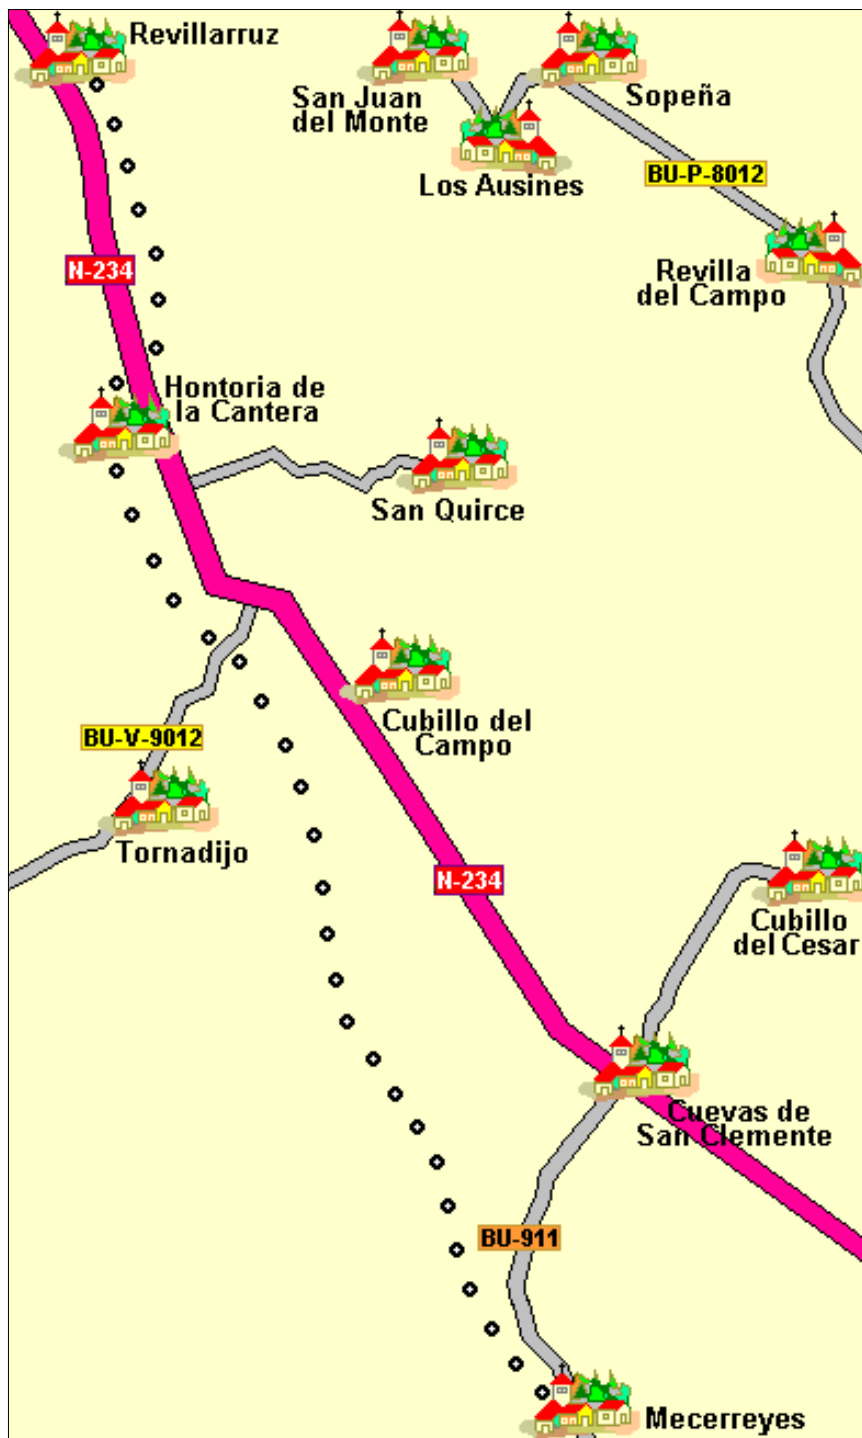 Revillarruz
San Juan
del Monte
Sopeña
Los Ausines
BU-P-8012
Revilla
del Campo
N-234
Hontoria de
la Cantera
San Quirce
Cubillo del
Campo
BU-V-9012
Tornadijo
N-234
Cubillo
del Cesar
Cuevas de
San Clemente
BU-911
Mecerreyes